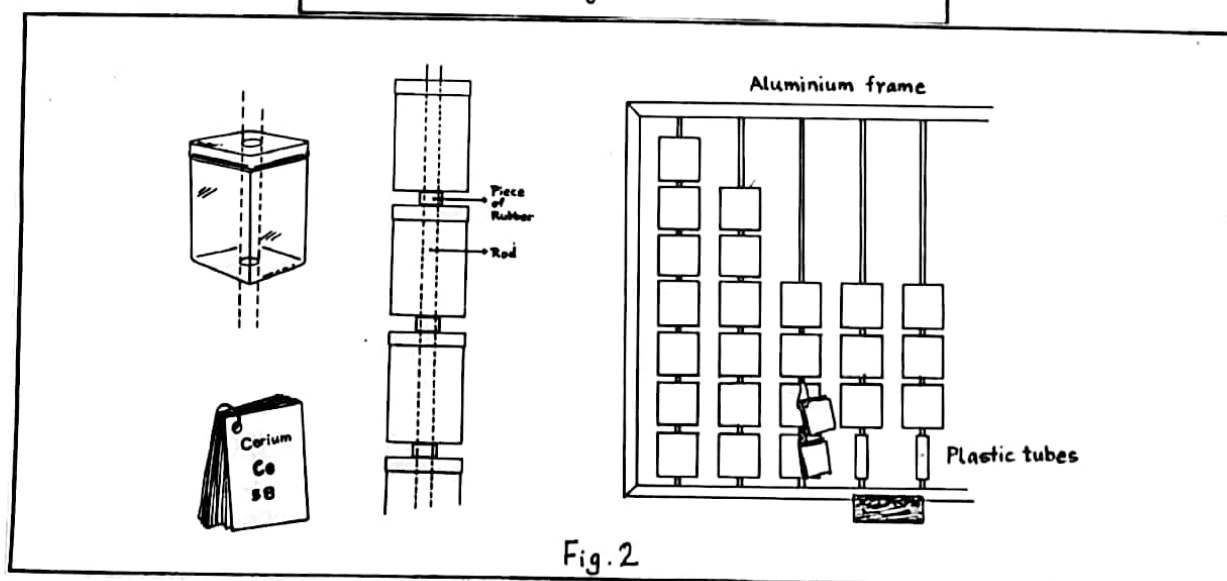 Aluminium frame
Piece
of
Rubber
Rod
Cerium
Ce
58
Plastic tubes
Fig. 2